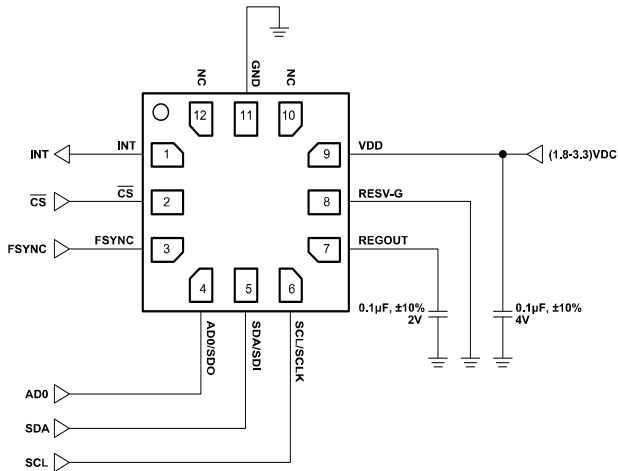 NC
GND
NC
12
11
10
INT
INT
1
9
VDD
(1.8-3.3)VDC
CS
CS
2
8
RESV-G
FSYNC
FSYNC
3
7
REGOUT
4
5
6
0.1µF, ±10%
2V
0.1µF, ±10%
4V
AD0/SDO
SDA/SDI
SCL/SCLK
AD0
SDA
SCL